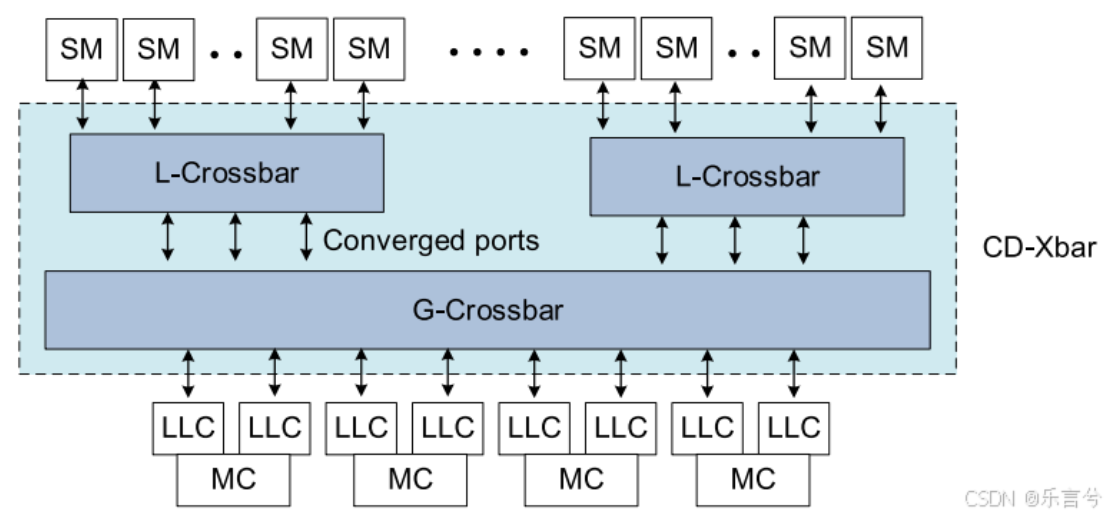 SM SM SM SM SM SM SM SM
L-Crossbar L-Crossbar
Converged ports
CD-Xbar
G-Crossbar
LLC LLC LLC LLC LLC LLC LLC LLC
MC MC MC MC
CSDN @乐言兮